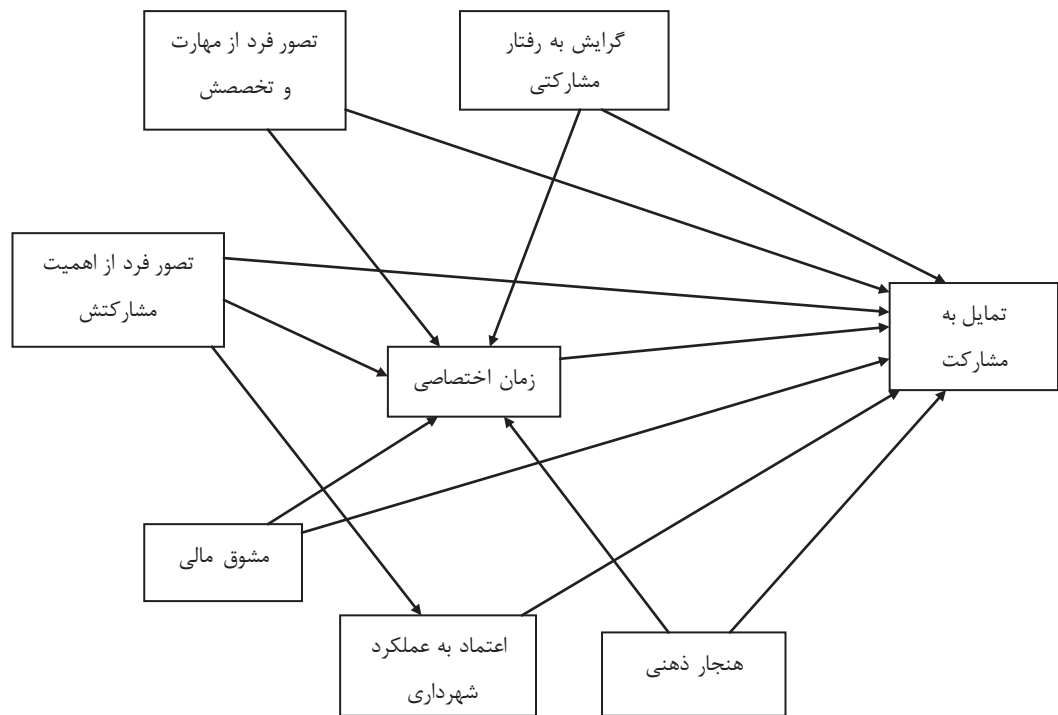 تصور فرد از مهارت
و تخصصش
گرایش به رفتار
مشارکتی
تصور فرد از اهمیت
مشارکتش
تمایل به
مشارکت
زمان اختصاصی
مشوق مالی
اعتماد به عملکرد
شهرداری
هنجار ذهنی